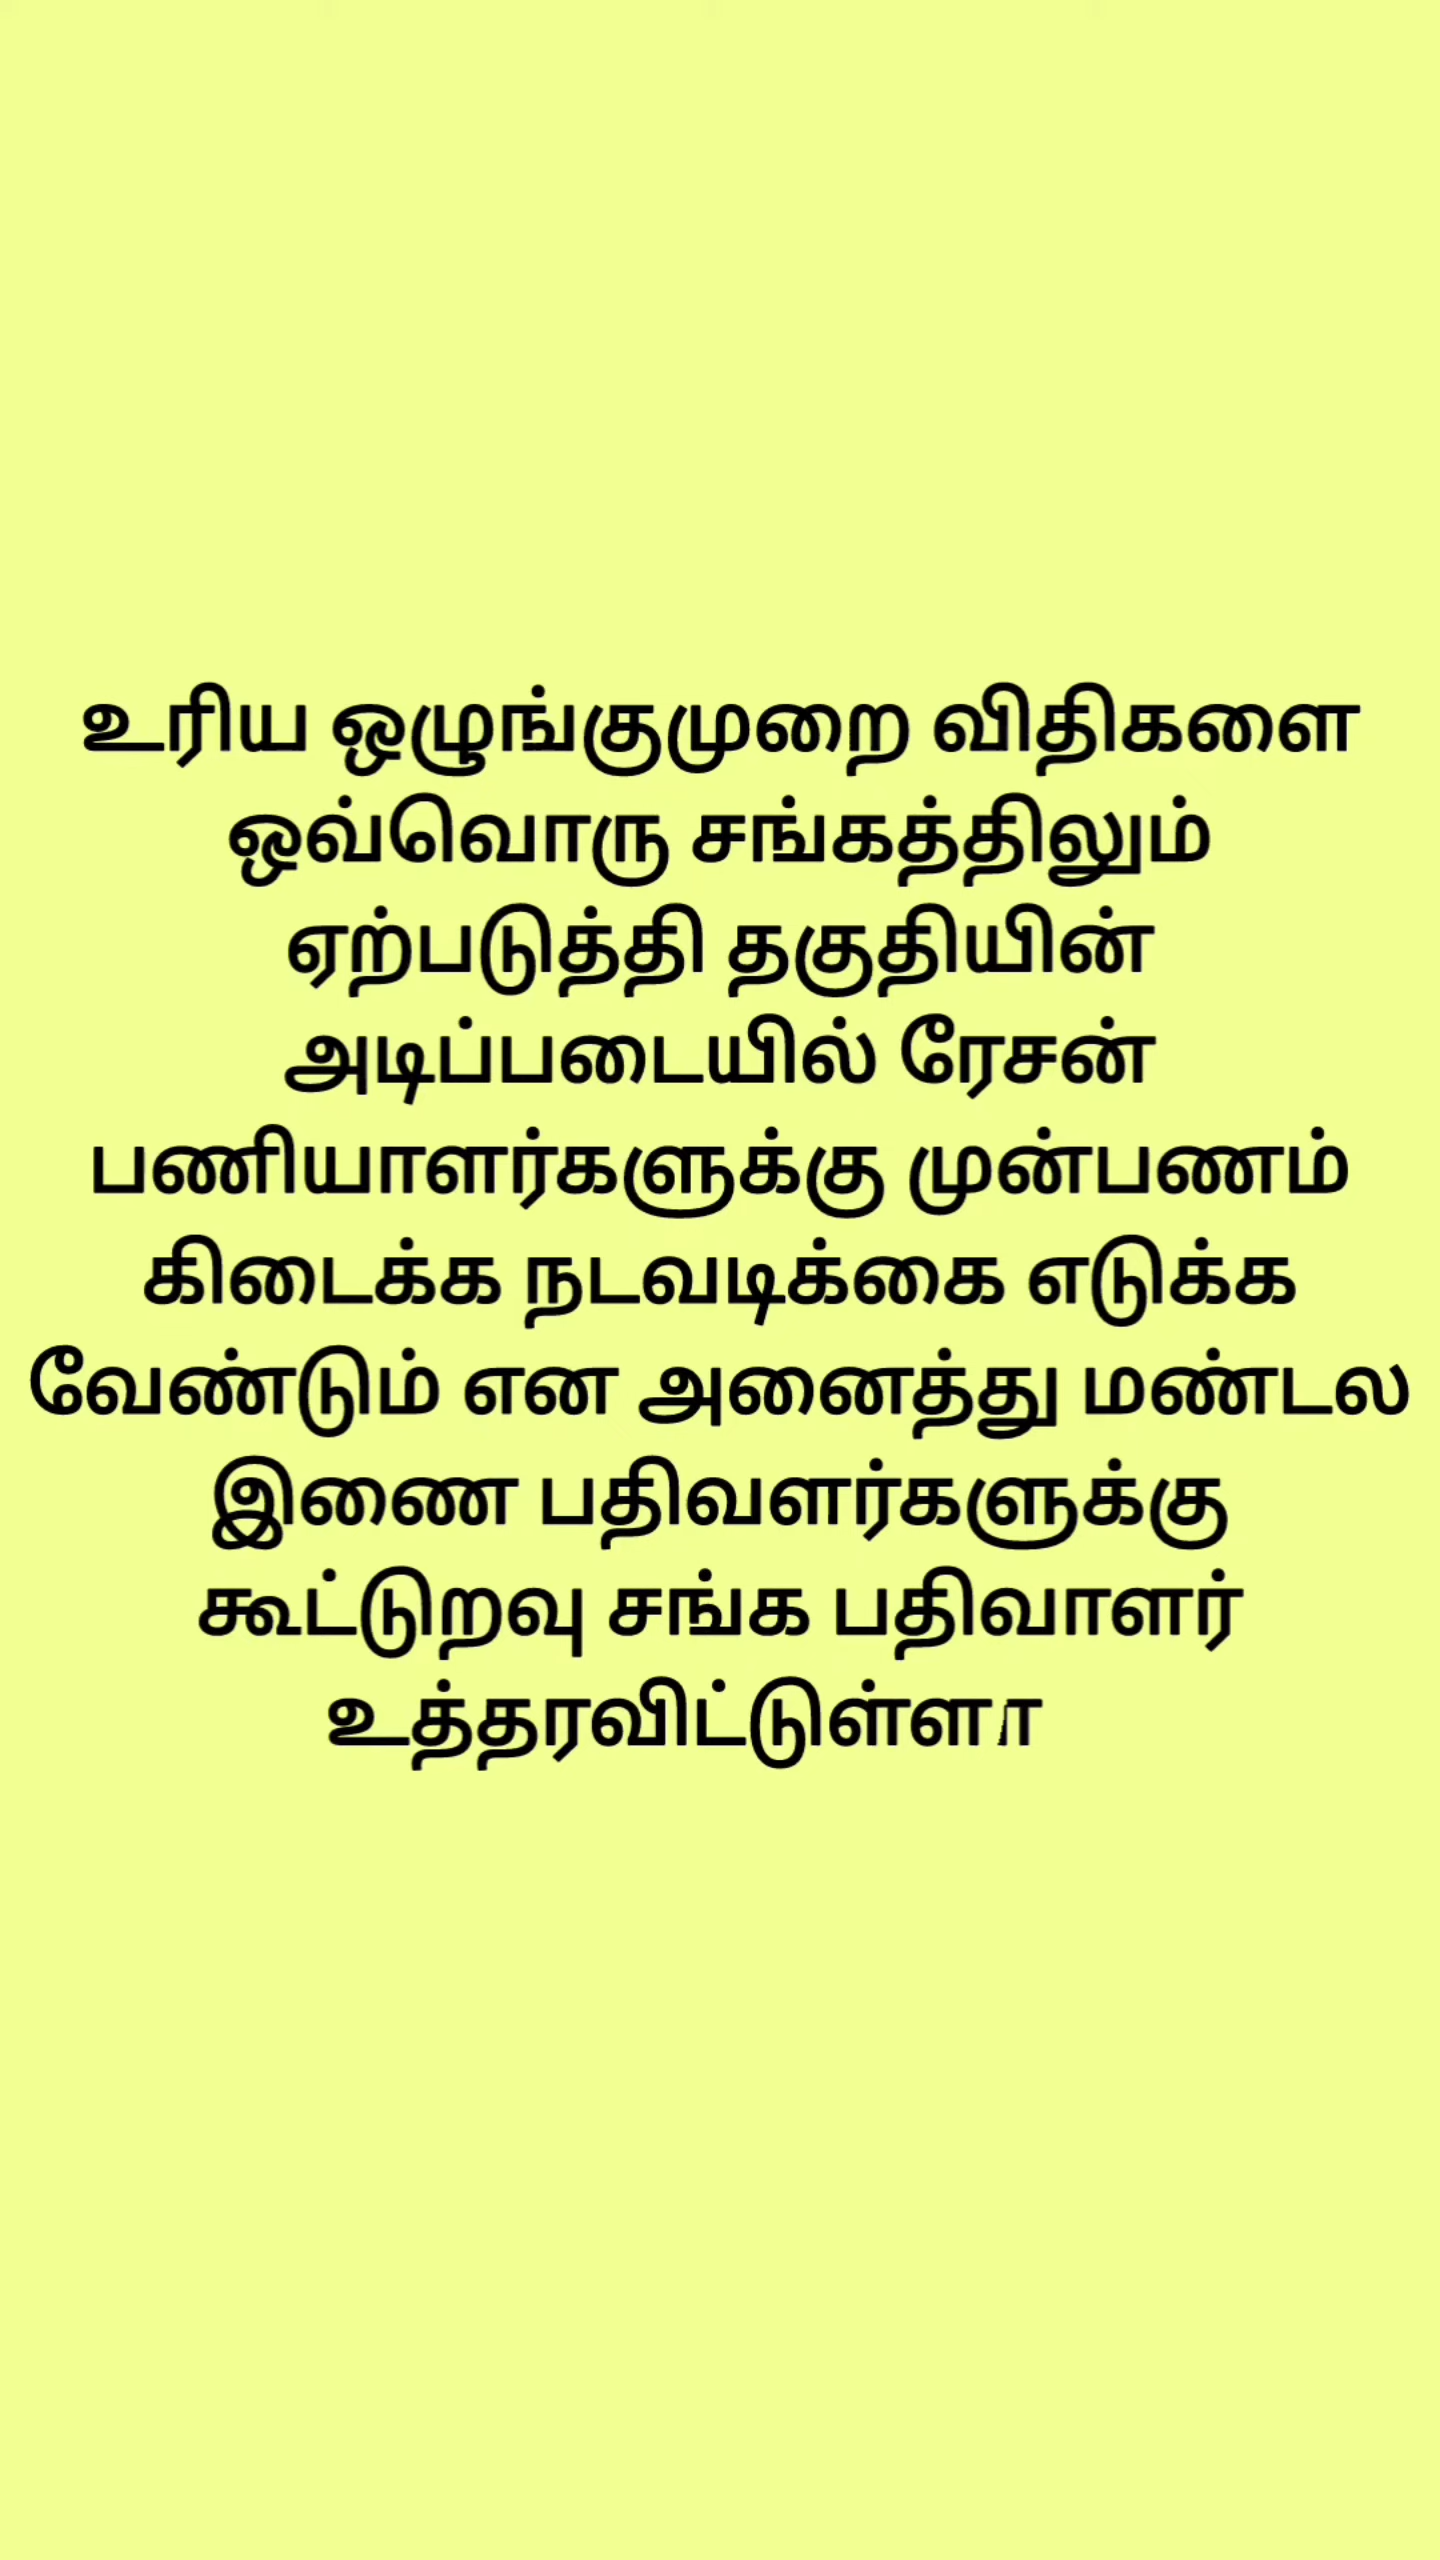 உரிய ஒழுங்குமுறை விதிகளை
ஒவ்வொரு சங்கத்திலும்
ஏற்படுத்தி தகுதியின்
அடிப்படையில் ரேசன்
பணியாளர்களுக்கு முன்பணம்
கிடைக்க நடவடிக்கை எடுக்க
வேண்டும் என அனைத்து மண்டல
இணை பதிவளர்களுக்கு
கூட்டுறவு சங்க பதிவாளர்
உத்தரவிட்டுள்ளா